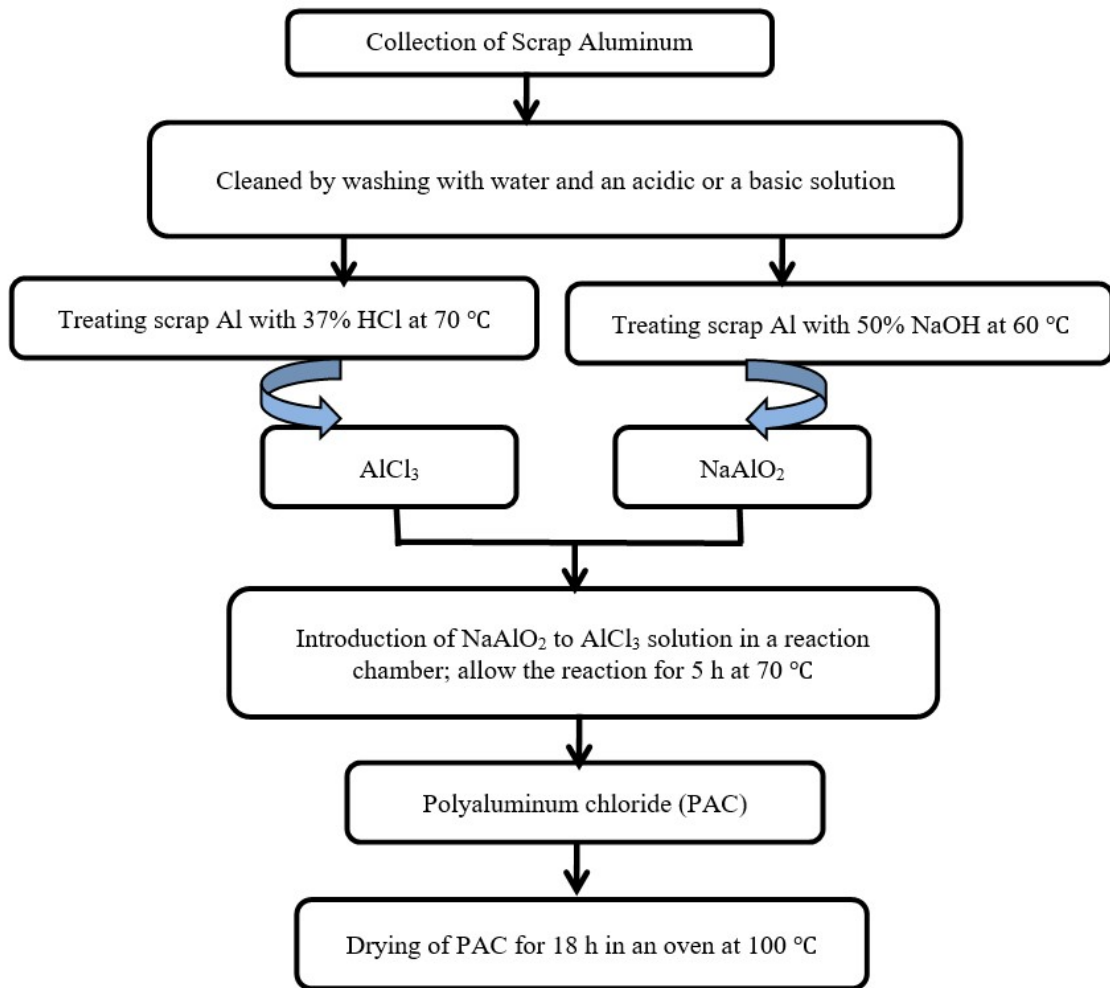 Collection of Scrap Aluminum
Cleaned by washing with water and an acidic or a basic solution
Treating scrap Al with 37% HCl at 70 °C
Treating scrap Al with 50% NaOH at 60 °C
AlCl₃
NaAlO₂
Introduction of NaAlO₂ to AlCl₃ solution in a reaction
chamber; allow the reaction for 5 h at 70 °C
Polyaluminum chloride (PAC)
Drying of PAC for 18 h in an oven at 100 °C